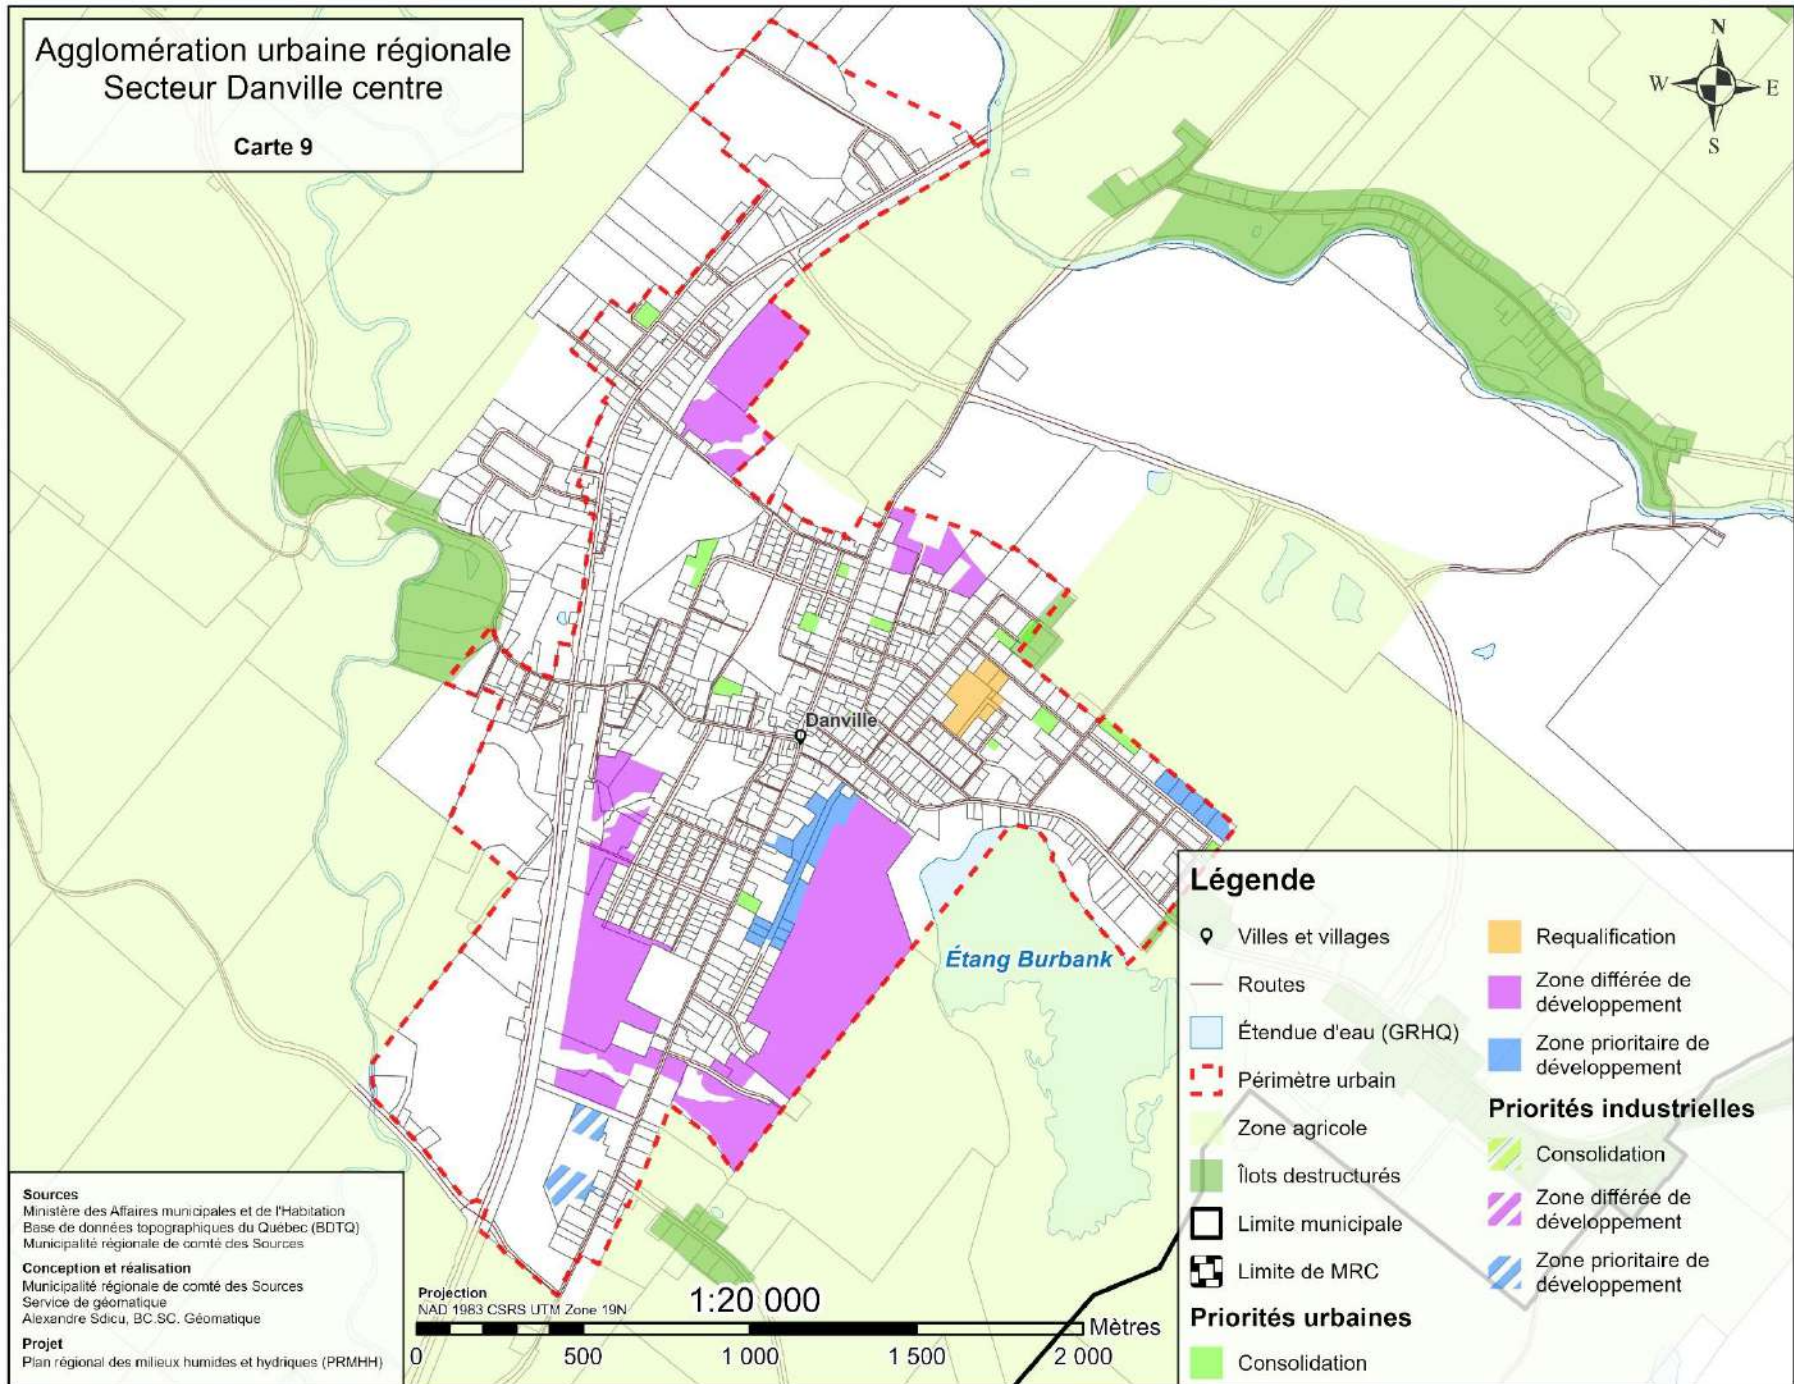 Agglomération urbaine régionale
Secteur Danville centre
Carte 9
N
W
E
S
Danville
Étang Burbank
Légende
Villes et villages
Routes
Étendue d'eau (GRHQ)
Périmètre urbain
Zone agricole
Îlots destructurés
Limite municipale
Limite de MRC
Priorités urbaines
Consolidation
Requalification
Zone différée de
développement
Zone prioritaire de
développement
Priorités industrielles
Consolidation
Zone différée de
développement
Zone prioritaire de
développement
Sources
Ministère des Affaires municipales et de l'Habitation
Base de données topographiques du Québec (BDTQ)
Municipalité régionale de comté des Sources
Conception et réalisation
Municipalité régionale de comté des Sources
Service de géomatique
Alexandre Sdicu, BC.SC. Géomatique
Projet
Plan régional des milieux humides et hydriques (PRMHH)
Projection
NAD 1983 CSRS UTM Zone 19N
1:20 000
Mètres
0 500 1 000 1 500 2 000